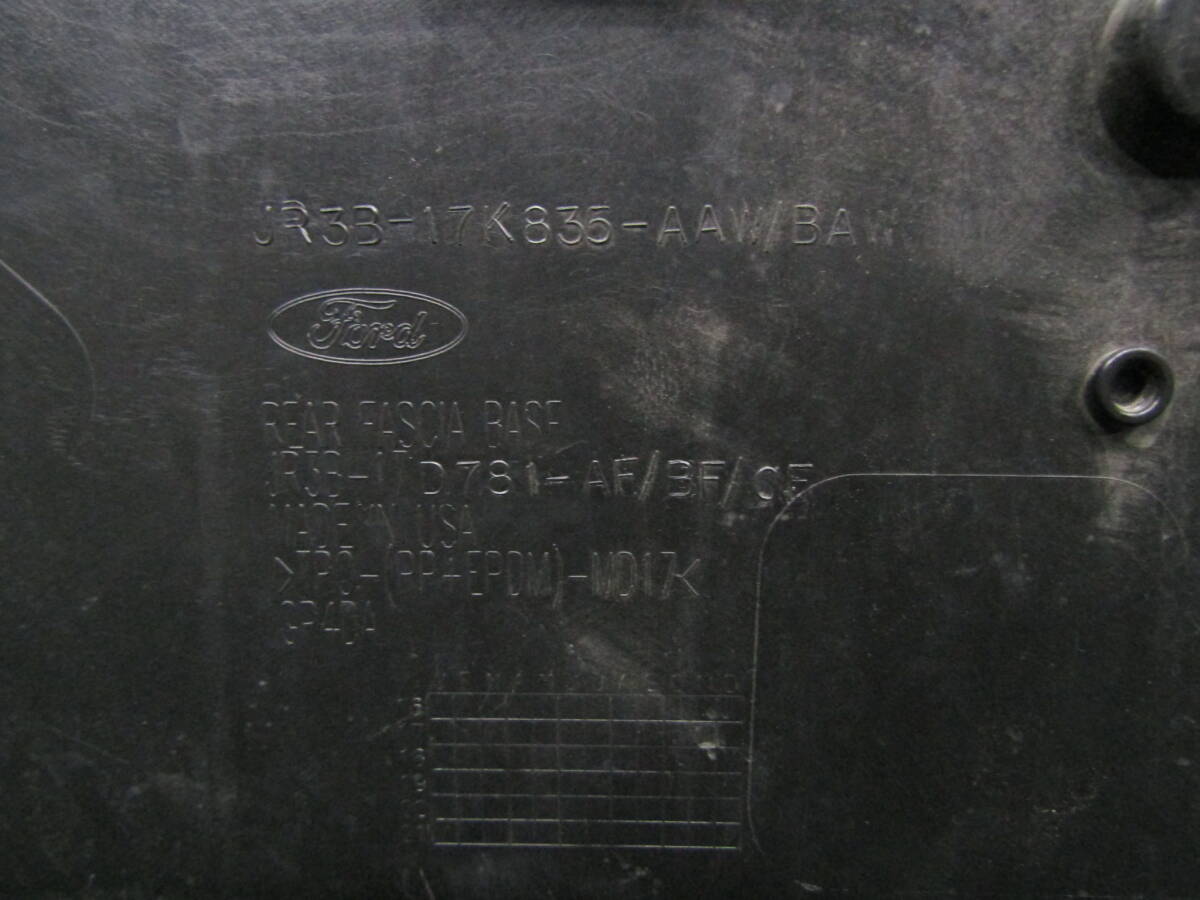 JR3B-17K835-AAW/BAW
Ford
REAR FASCIA BASE
JR3B-17D781-AF/BF/CF
MADE IN USA
>TPO-(PP+EPDM)-MD17<
J F M A M J J A S O N D